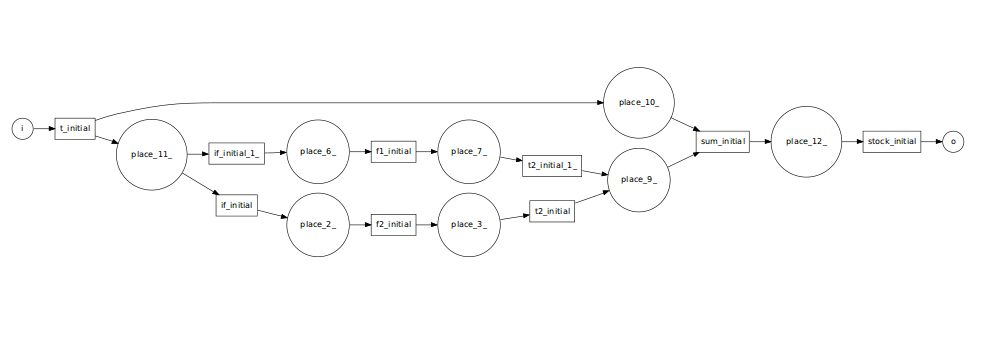 i
t_initial
place_11_
if_initial_1_
if_initial
place_6_
place_2_
f1_initial
f2_initial
place_7_
place_3_
t2_initial_1_
t2_initial
place_10_
place_9_
sum_initial
place_12_
stock_initial
o